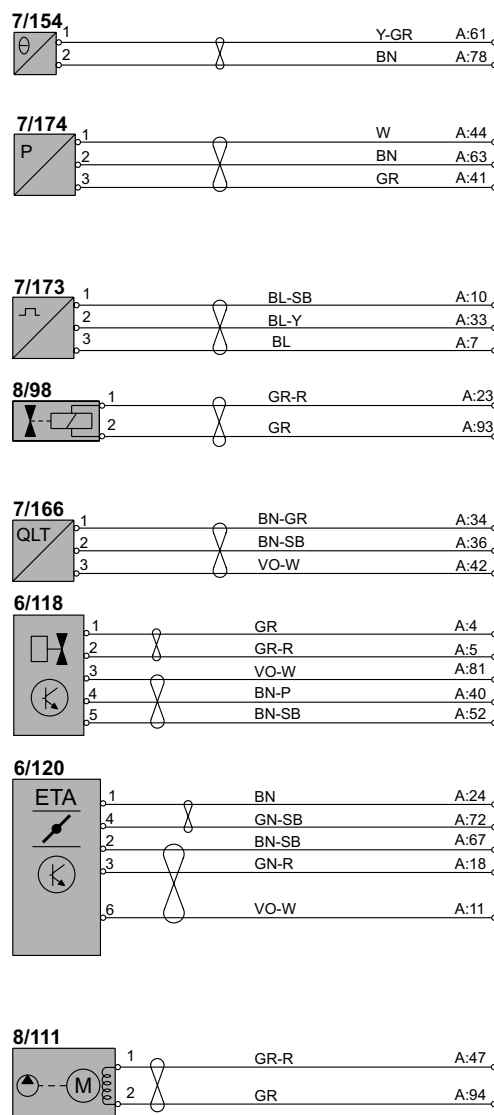 7/154
1 Y-GR A:61
θ
2 BN A:78
7/174
1 W A:44
P
2 BN A:63
3 GR A:41
7/173
1 BL-SB A:10
2 BL-Y A:33
3 BL A:7
8/98
1 GR-R A:23
2 GR A:93
7/166
1 BN-GR A:34
QLT
2 BN-SB A:36
3 VO-W A:42
6/118
1 GR A:4
2 GR-R A:5
3 VO-W A:81
4 BN-P A:40
5 BN-SB A:52
6/120
ETA
1 BN A:24
4 GN-SB A:72
2 BN-SB A:67
3 GN-R A:18
6 VO-W A:11
8/111
1 GR-R A:47
M
2 GR A:94